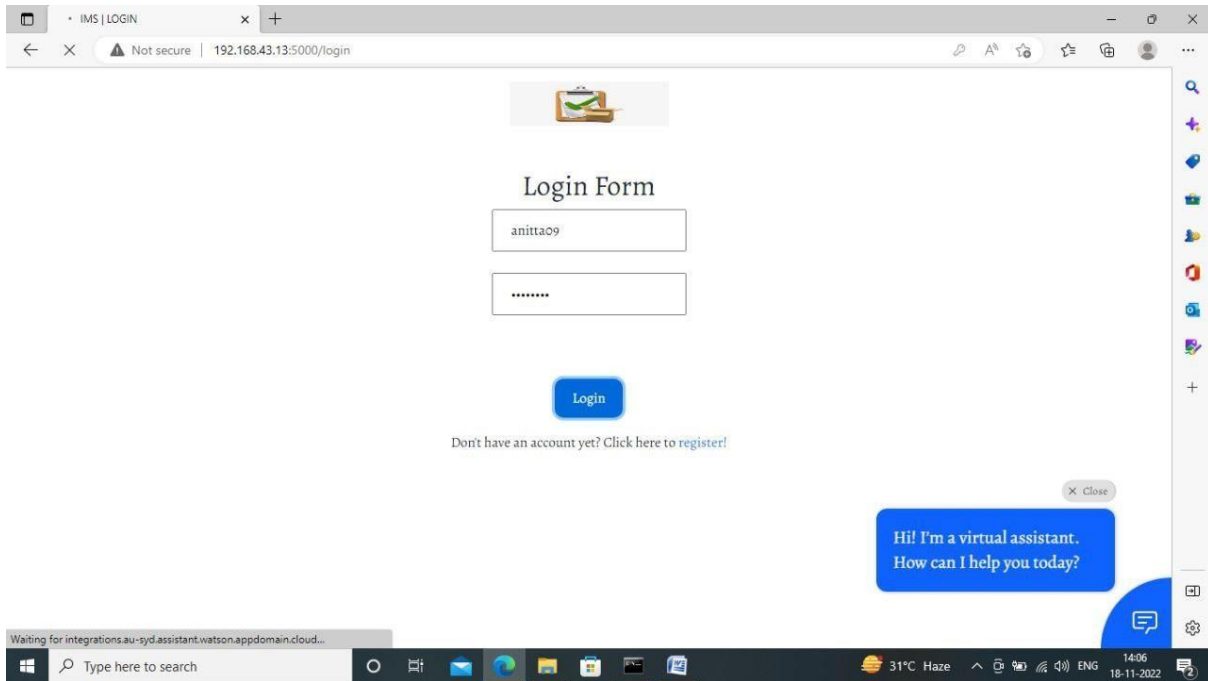 IMS | LOGIN
Not secure | 192.168.43.13:5000/login
Login Form
anitta09
••••••••
Login
Don't have an account yet? Click here to register!
× Close
Hi! I'm a virtual assistant.
How can I help you today?
Waiting for integrations.au-syd.assistant.watson.appdomain.cloud...
Type here to search
31°C Haze
ENG
14:06
18-11-2022
2